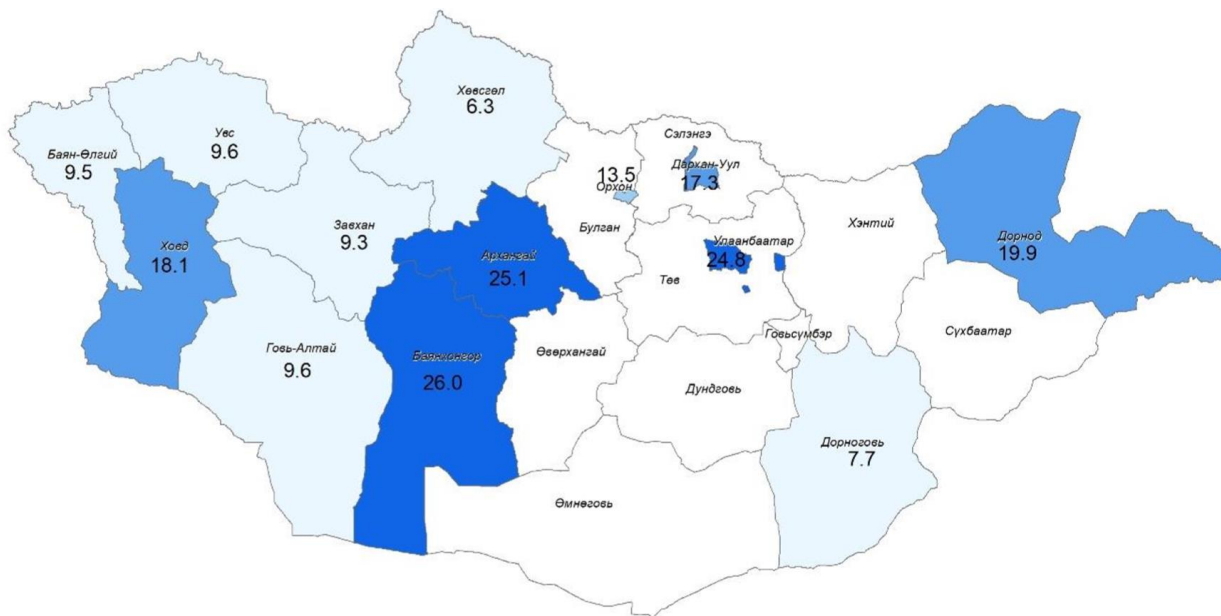 Хөвсгөл
6.3
Увс
9.6
Баян-Өлгий
9.5
Сэлэнгэ
Дархан-Уул
17.3
13.5
Орхон
Булган
Завхан
9.3
Ховд
18.1
Архангай
25.1
Улаанбаатар
24.8
Төв
Хэнтий
Дорнод
19.9
Говь-Алтай
9.6
Баянхонгор
26.0
Өвөрхангай
Говьсүмбэр
Сүхбаатар
Дундговь
Дорноговь
7.7
Өмнөговь